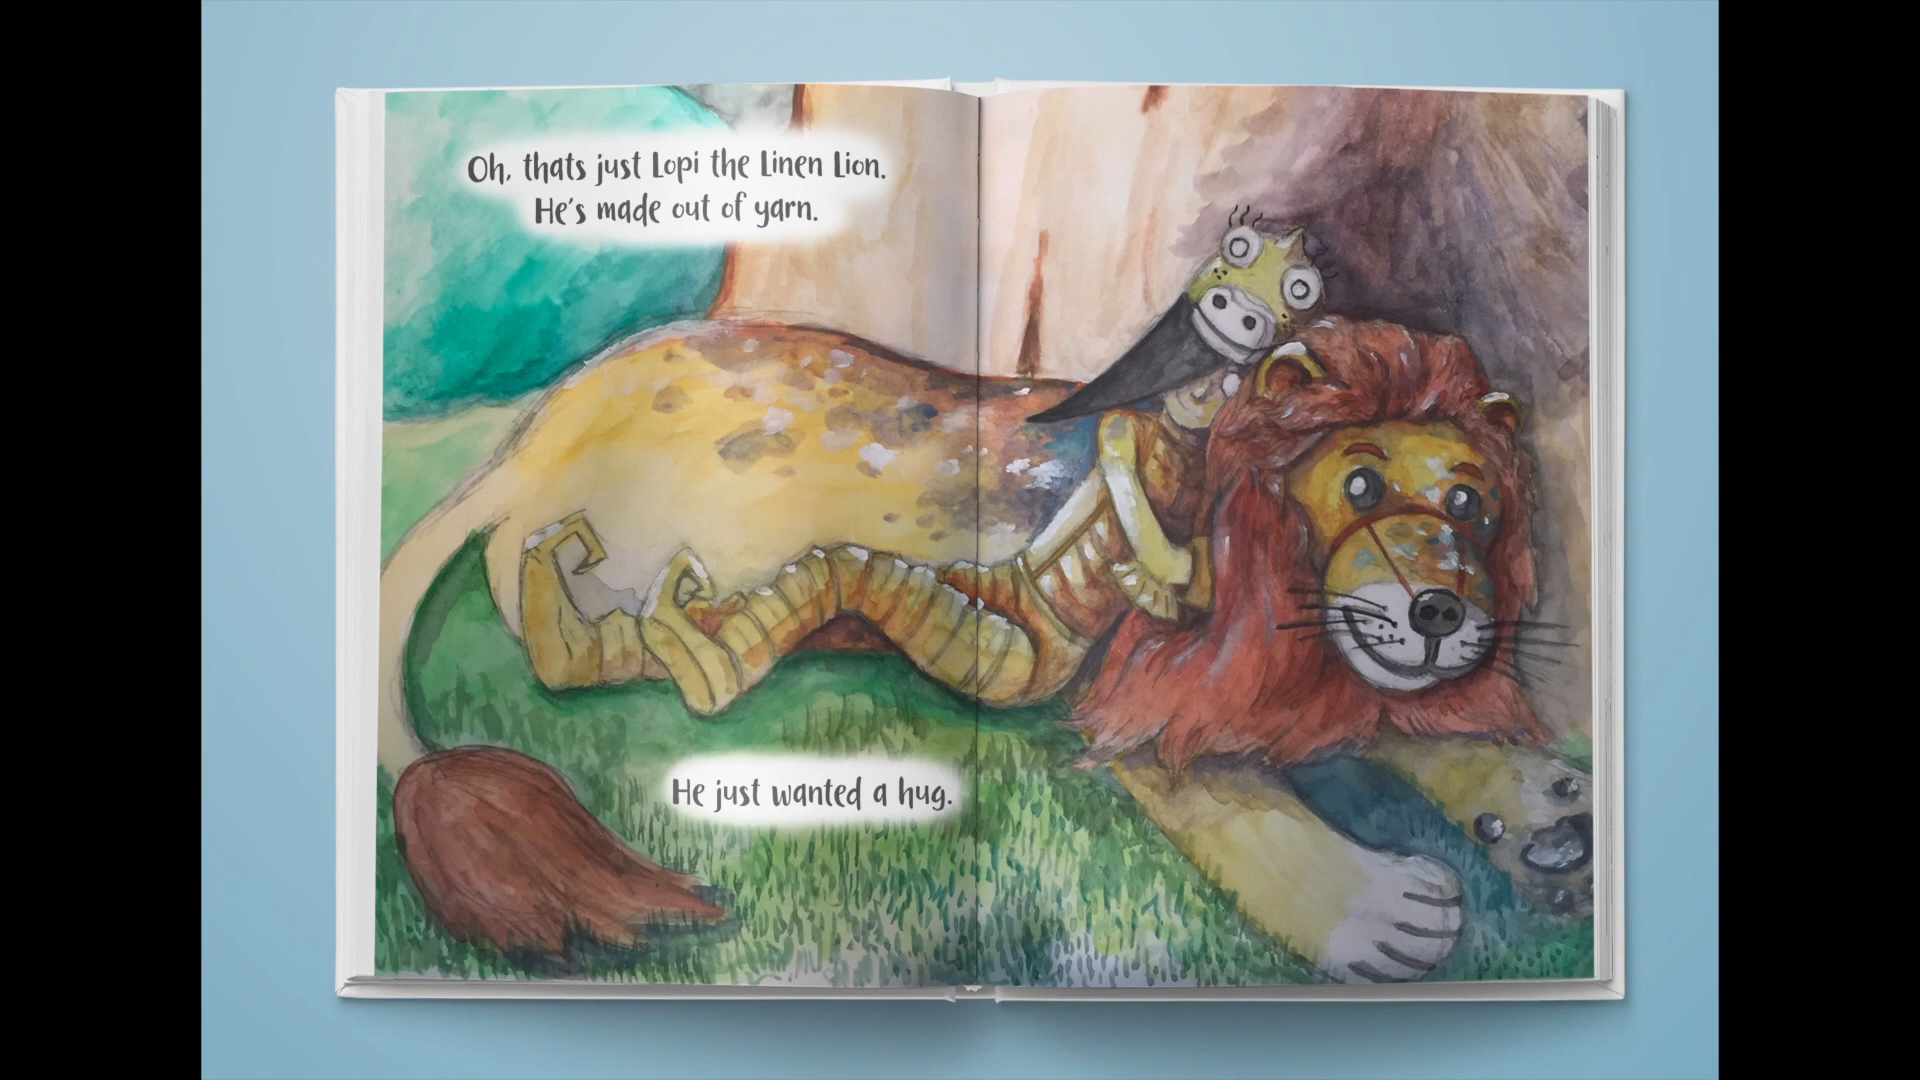 Oh, thats just Lopi the Linen Lion.
He's made out of yarn.
He just wanted a hug.